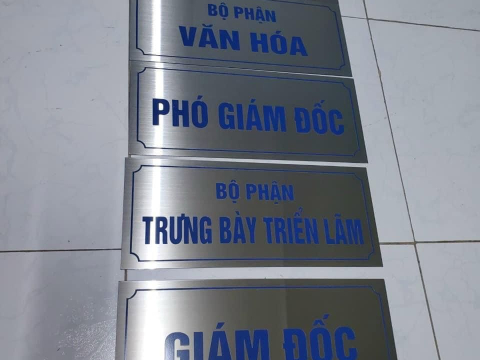 BỘ PHẬN
VĂN HÓA
PHÓ GIÁM ĐỐC
BỘ PHẬN
TRƯNG BÀY TRIỂN LÃM
GIÁM ĐỐC